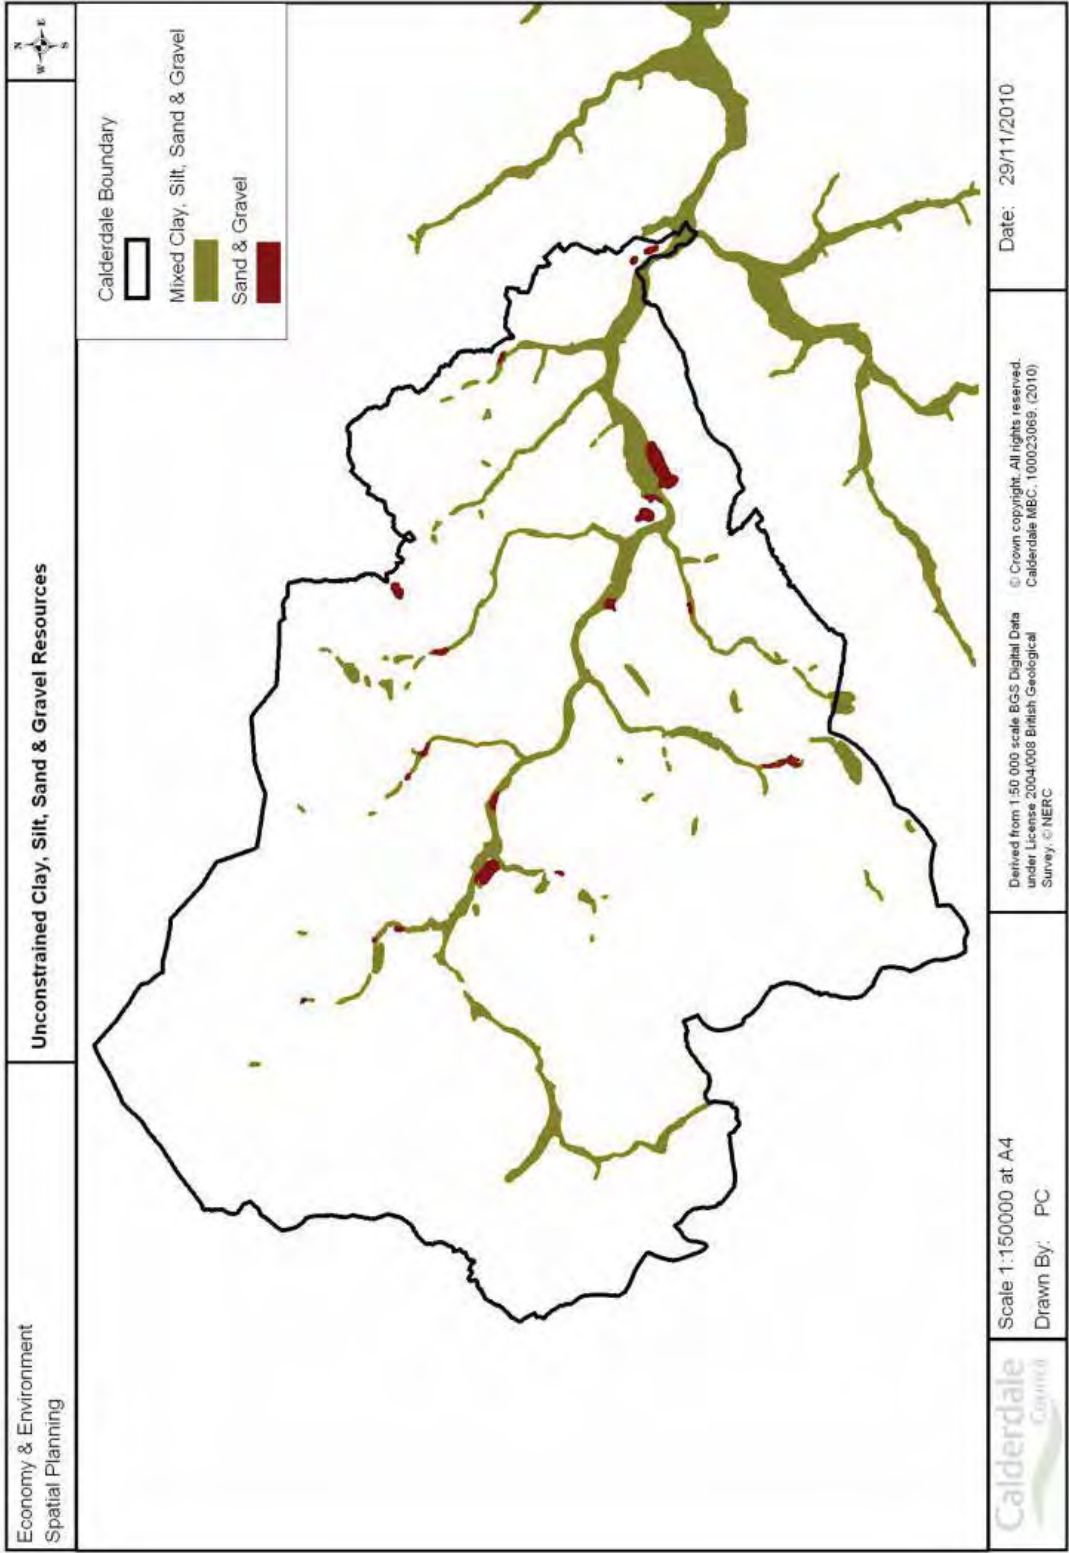 Economy & Environment
Spatial Planning
Unconstrained Clay, Silt, Sand & Gravel Resources
N
W
E
S
Calderdale Boundary
Mixed Clay, Silt, Sand & Gravel
Sand & Gravel
Calderdale
Council
Scale 1:150000 at A4
Drawn By: PC
Derived from 1:50 000 scale BGS Digital Data
under License 2004/008 British Geological
Survey. © NERC
© Crown copyright. All rights reserved.
Calderdale MBC. 100023069. (2010)
Date: 29/11/2010